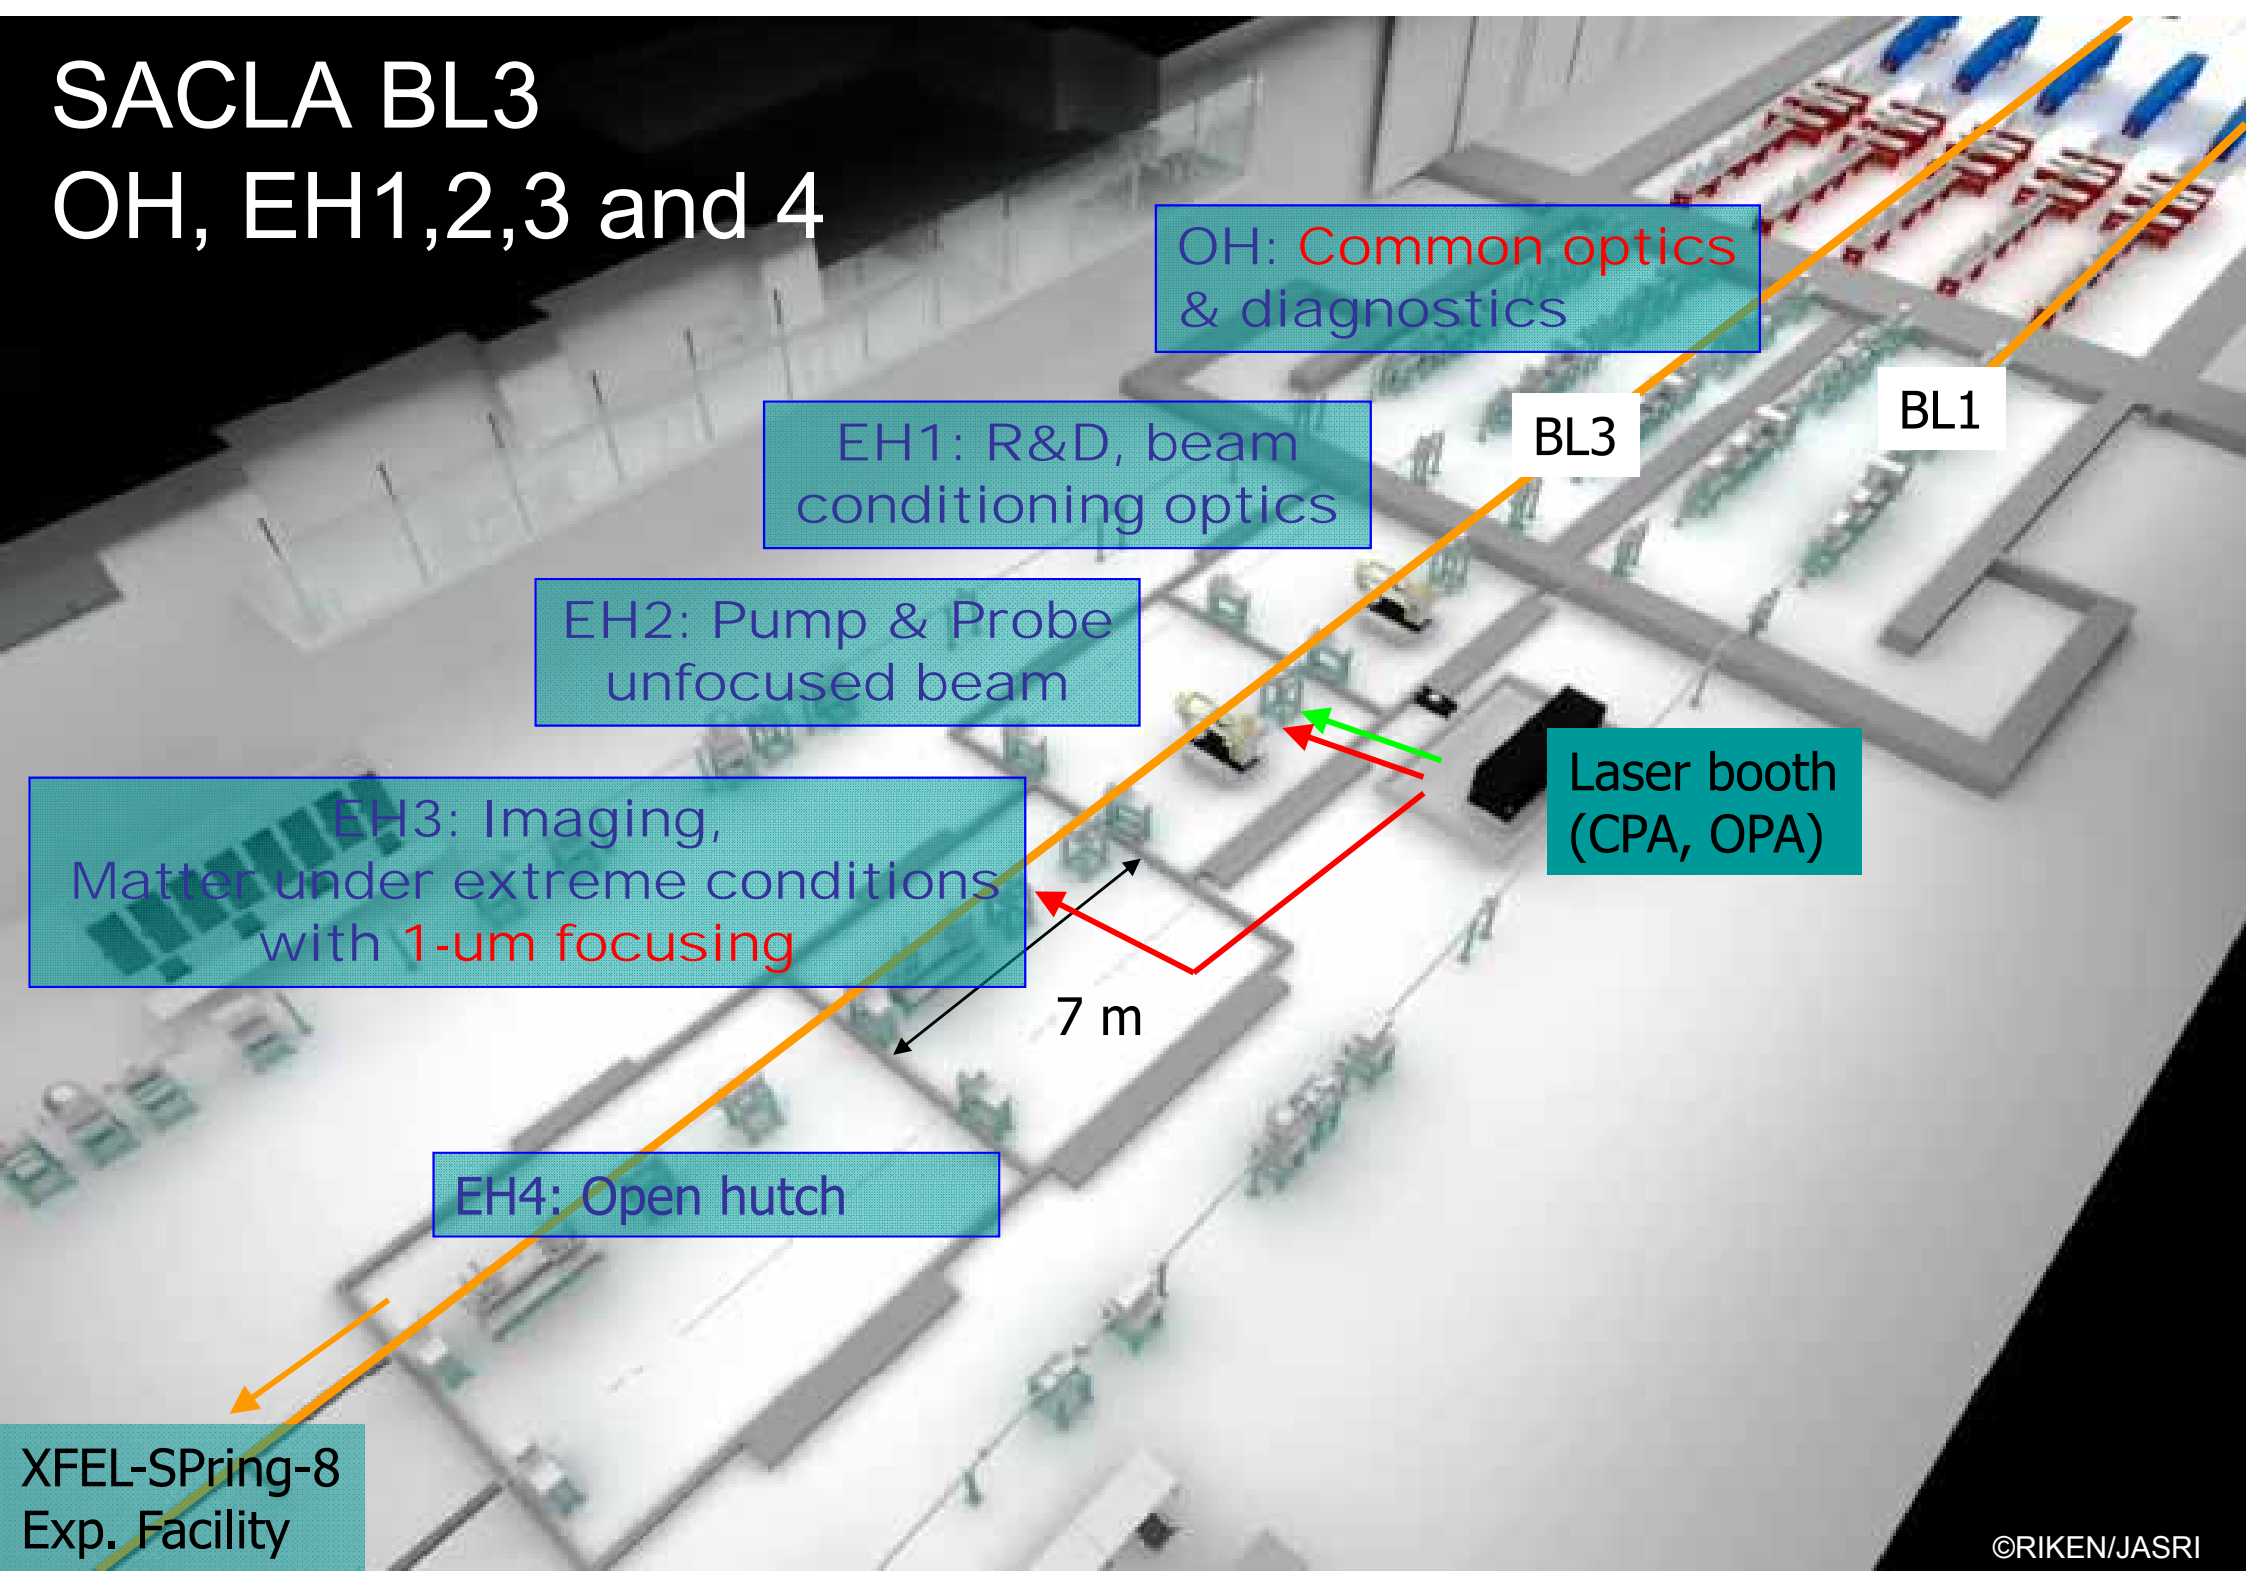 SACLA BL3
OH, EH1,2,3 and 4
OH: Common optics
& diagnostics
BL1
BL3
EH1: R&D, beam
conditioning optics
EH2: Pump & Probe
unfocused beam
Laser booth
(CPA, OPA)
EH3: Imaging,
Matter under extreme conditions
with 1-um focusing
7 m
EH4: Open hutch
XFEL-SPring-8
Exp. Facility
©RIKEN/JASRI